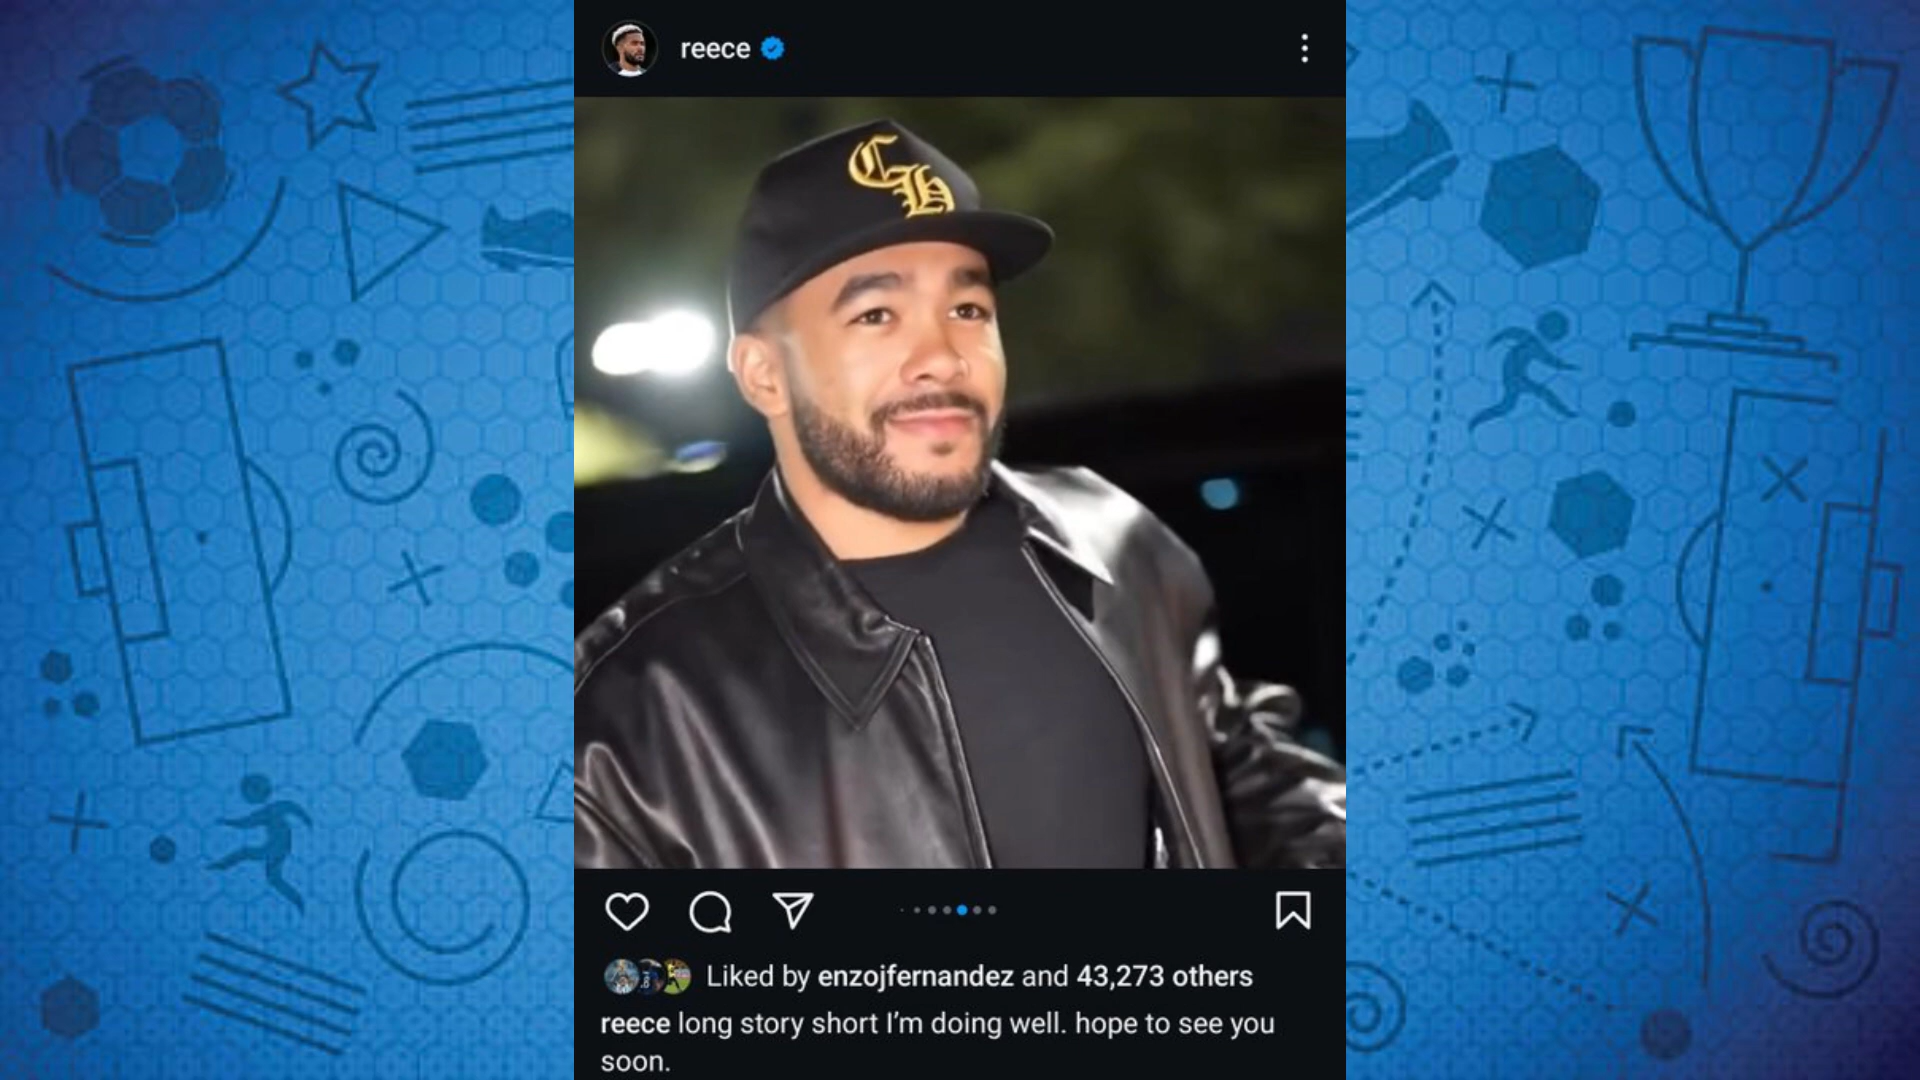 reece
CH
Liked by enzojfernandez and 43,273 others
reece long story short I’m doing well. hope to see you
soon.